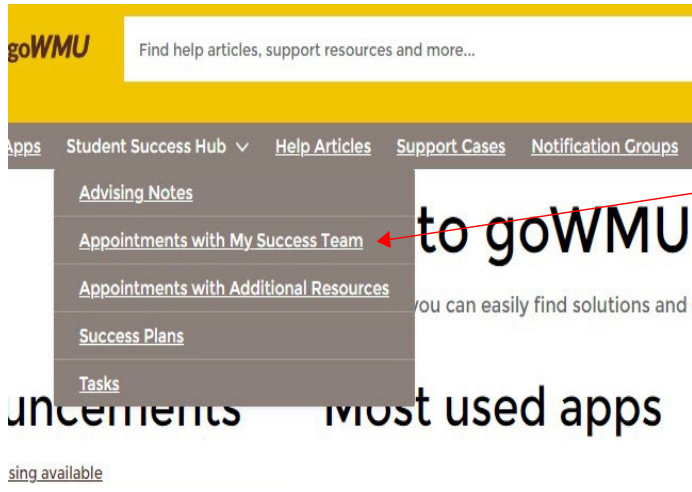 goWMU
Find help articles, support resources and more...
Apps Student Success Hub Help Articles Support Cases Notification Groups
Advising Notes
Appointments with My Success Team
to goWMU
Appointments with Additional Resources
you can easily find solutions and
Success Plans
Tasks
uncements Most used apps
sing available